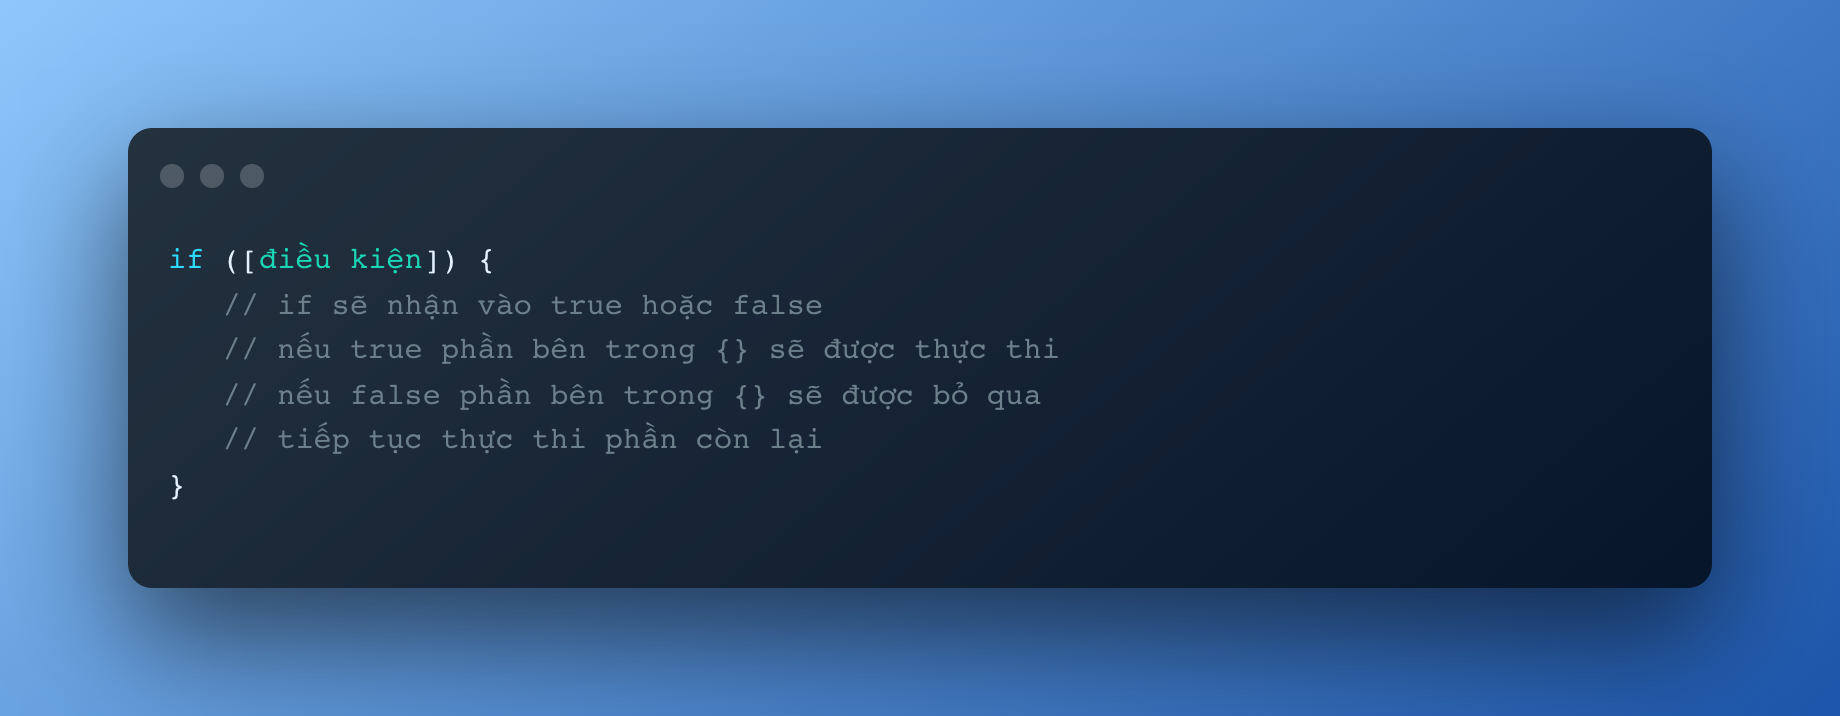 if ([điều kiện]) {
// if sẽ nhận vào true hoặc false
// nếu true phần bên trong {} sẽ được thực thi
// nếu false phần bên trong {} sẽ được bỏ qua
// tiếp tục thực thi phần còn lại
}